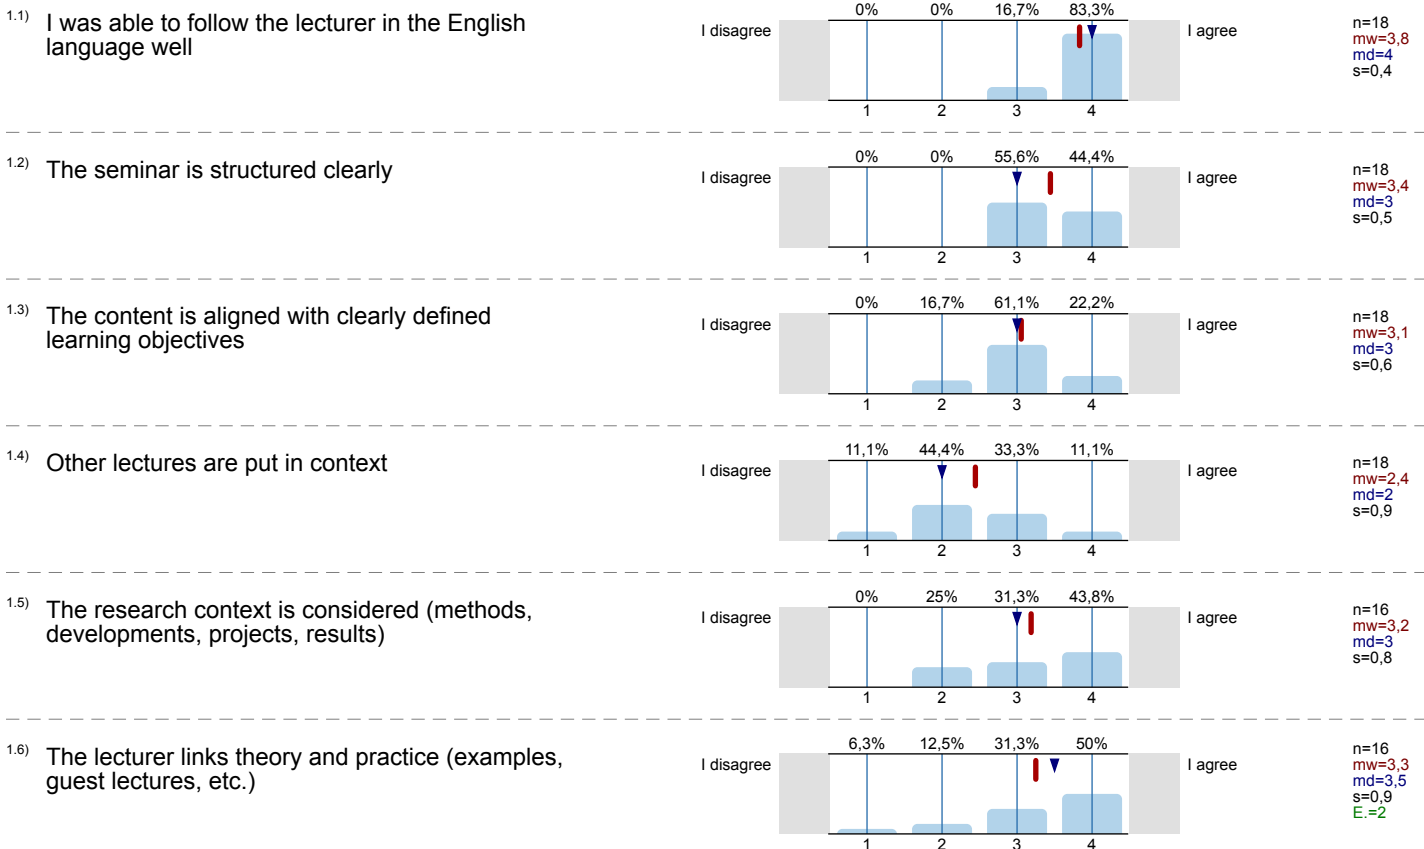 1.1) I was able to follow the lecturer in the English
language well
I disagree
0% 0% 16,7% 83,3%
1 2 3 4
I agree
n=18
mw=3,8
md=4
s=0,4
1.2) The seminar is structured clearly
I disagree
0% 0% 55,6% 44,4%
1 2 3 4
I agree
n=18
mw=3,4
md=3
s=0,5
1.3) The content is aligned with clearly defined
learning objectives
I disagree
0% 16,7% 61,1% 22,2%
1 2 3 4
I agree
n=18
mw=3,1
md=3
s=0,6
1.4) Other lectures are put in context
I disagree
11,1% 44,4% 33,3% 11,1%
1 2 3 4
I agree
n=18
mw=2,4
md=2
s=0,9
1.5) The research context is considered (methods,
developments, projects, results)
I disagree
0% 25% 31,3% 43,8%
1 2 3 4
I agree
n=16
mw=3,2
md=3
s=0,8
1.6) The lecturer links theory and practice (examples,
guest lectures, etc.)
I disagree
6,3% 12,5% 31,3% 50%
1 2 3 4
I agree
n=16
mw=3,3
md=3,5
s=0,9
E.=2